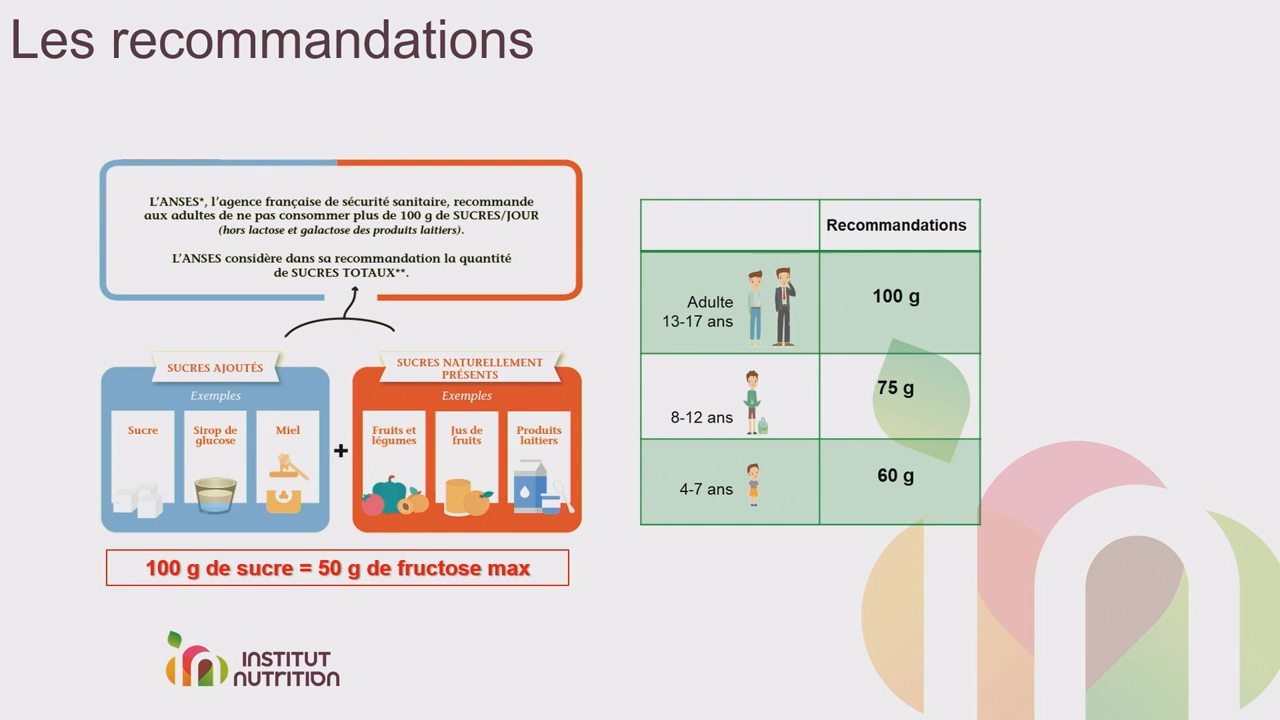 Les recommandations
L'ANSES*, l'agence française de sécurité sanitaire, recommande
aux adultes de ne pas consommer plus de 100 g de SUCRES/JOUR
(hors lactose et galactose des produits laitiers).
L'ANSES considère dans sa recommandation la quantité
de SUCRES TOTAUX**.
SUCRES AJOUTÉS
Exemples
Sucre
Sirop de
glucose
Miel
+
SUCRES NATURELLEMENT
PRÉSENTS
Exemples
Fruits et
légumes
Jus de
fruits
Produits
laitiers
100 g de sucre = 50 g de fructose max
Recommandations
Adulte
13-17 ans
100 g
8-12 ans
75 g
4-7 ans
60 g
INSTITUT
NUTRITION